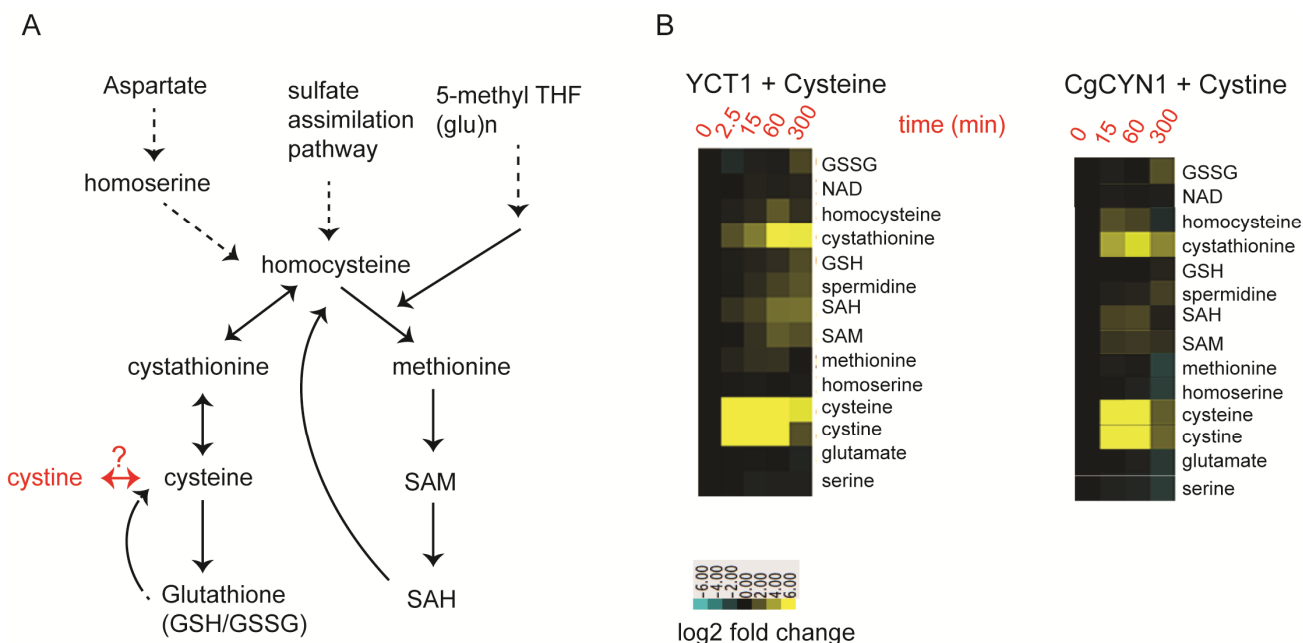 A
Aspartate
homoserine
sulfate
assimilation
pathway
5-methyl THF
(glu)n
homocysteine
cystathionine
methionine
cystine
?
cysteine
SAM
Glutathione
(GSH/GSSG)
SAH
B
YCT1 + Cysteine
0 2.5 15 60 300
time (min)
GSSG
NAD
homocysteine
cystathionine
GSH
spermidine
SAH
SAM
methionine
homoserine
cysteine
cystine
glutamate
serine
CgCYN1 + Cystine
0 15 60 300
GSSG
NAD
homocysteine
cystathionine
GSH
spermidine
SAH
SAM
methionine
homoserine
cysteine
cystine
glutamate
serine
-6.00 -4.00 -2.00 0.00 2.00 4.00 6.00
log2 fold change